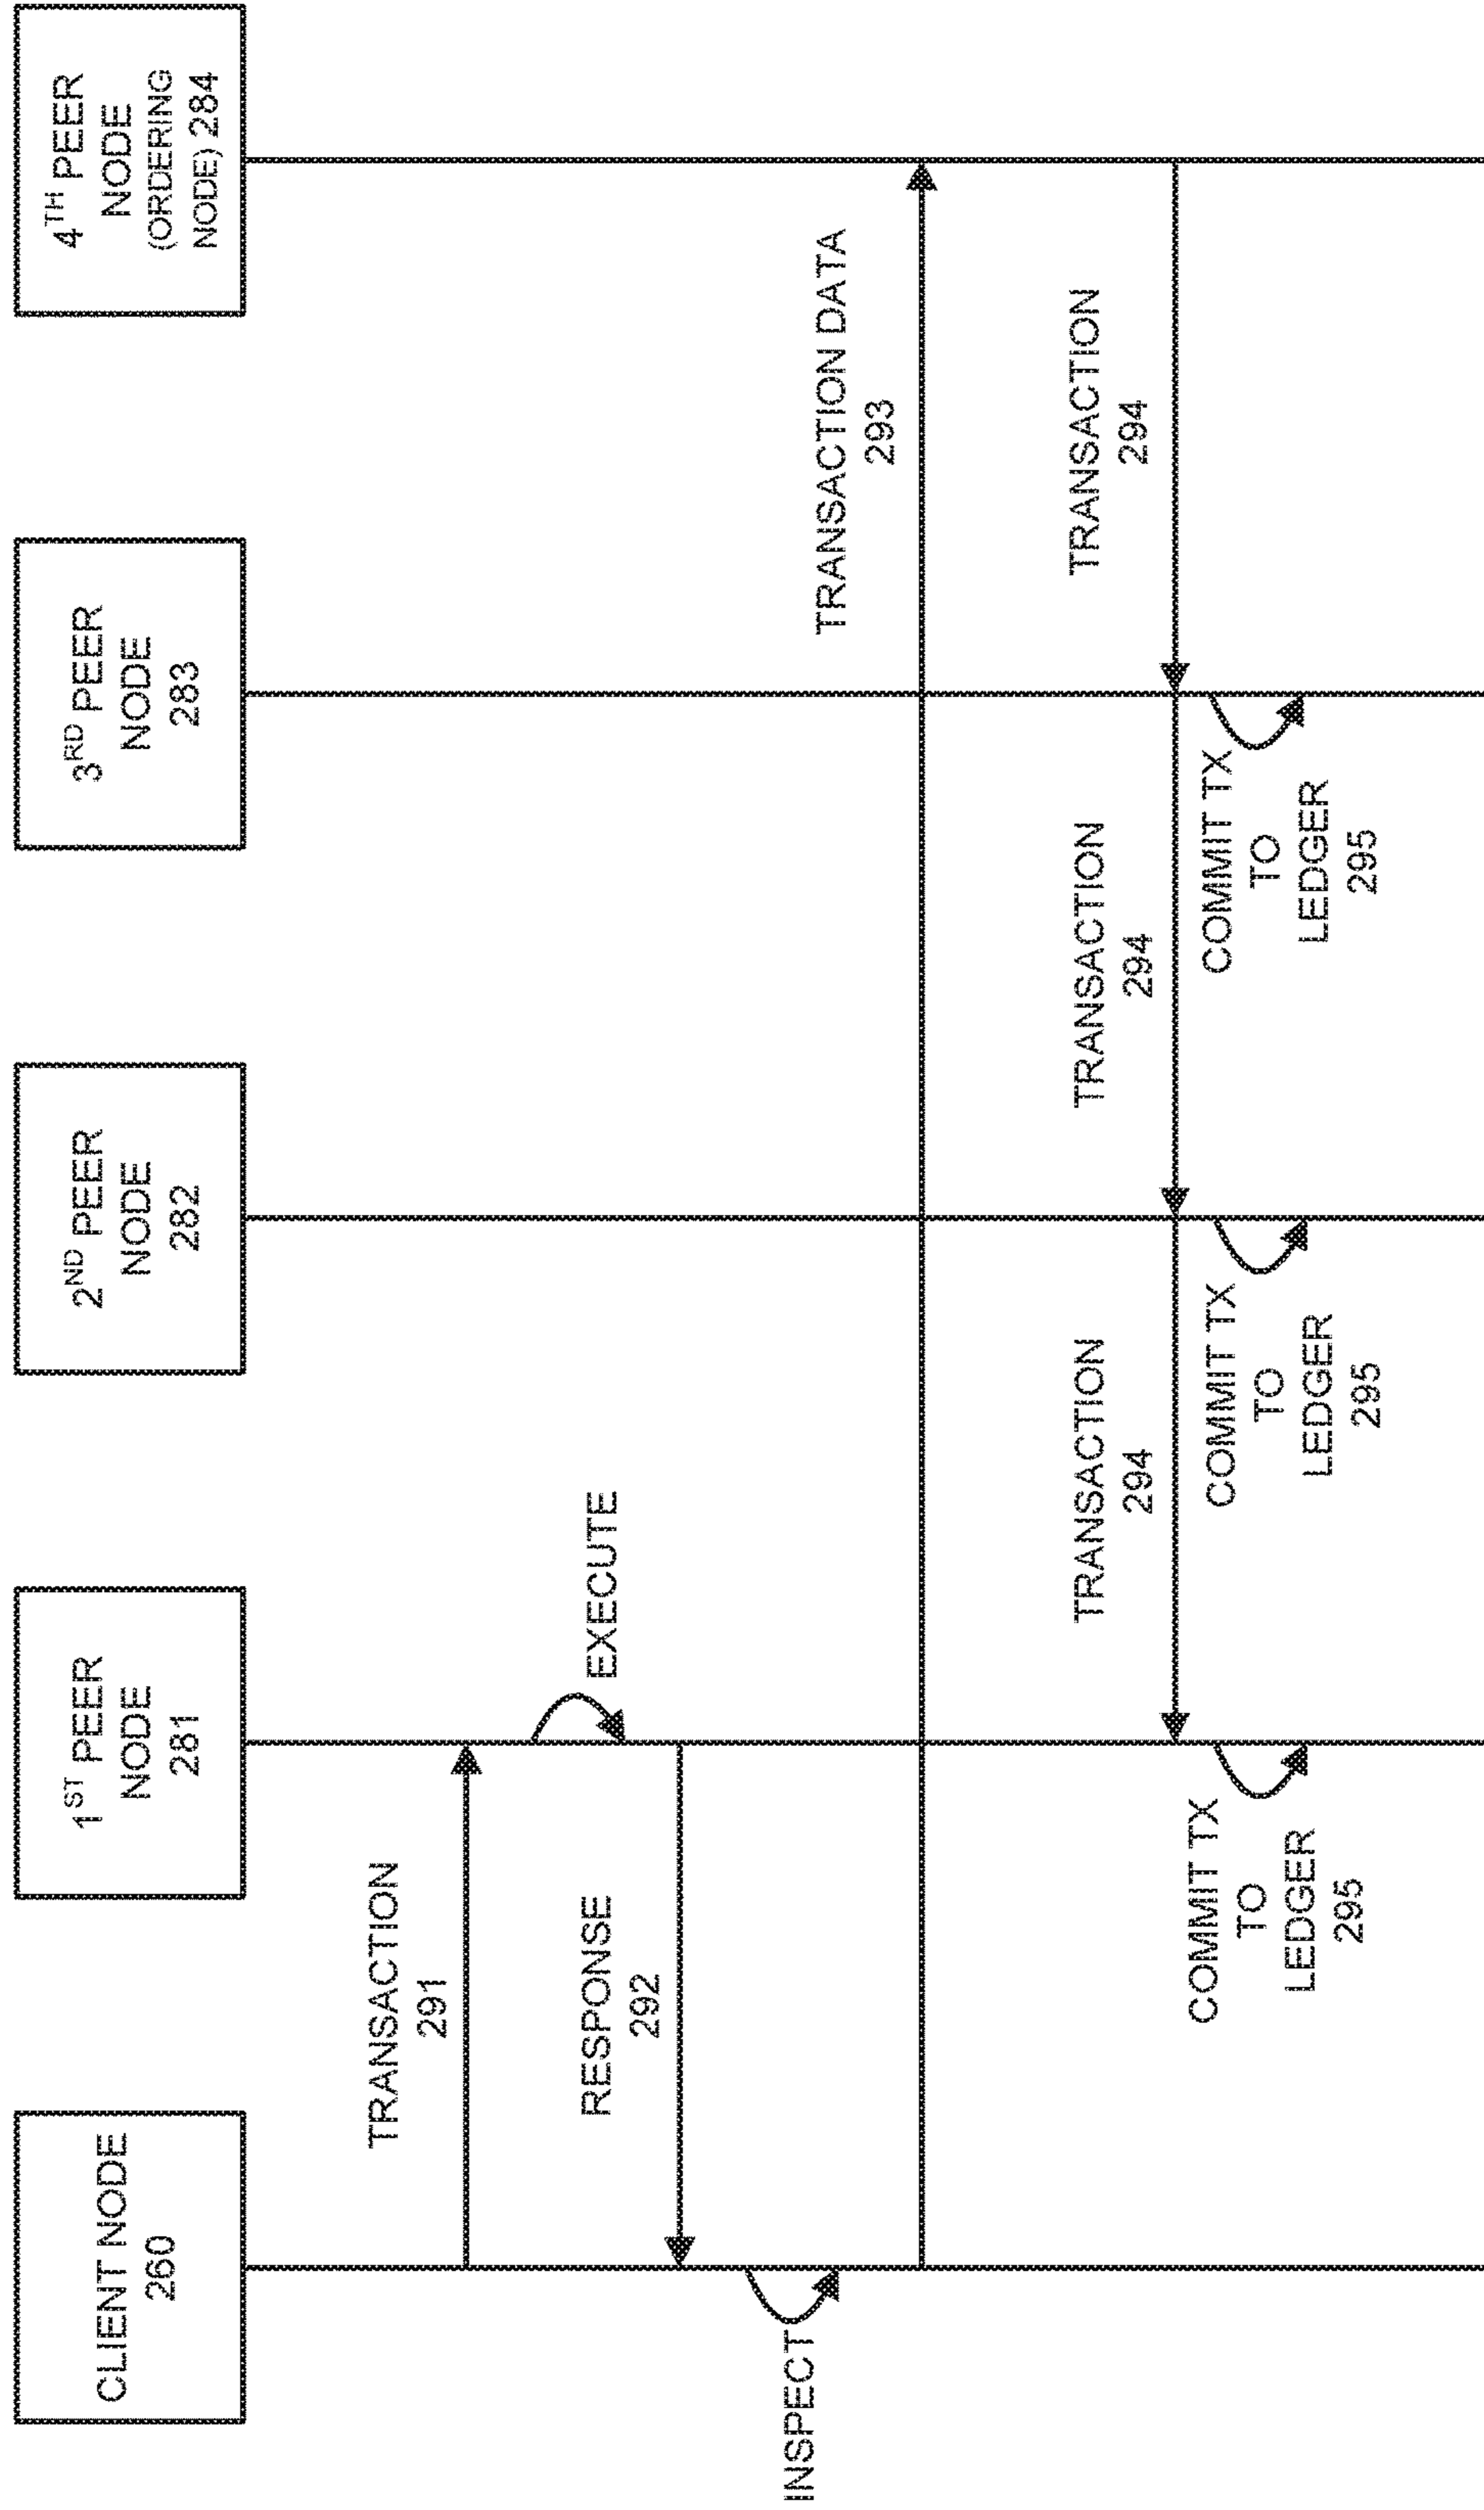 CLIENT NODE
260
1ST PEER
NODE
281
2ND PEER
NODE
282
3RD PEER
NODE
283
4TH PEER
NODE
(ORDERING
NODE) 284
TRANSACTION
291
EXECUTE
RESPONSE
292
INSPECT
TRANSACTION DATA
293
TRANSACTION
294
TRANSACTION
294
TRANSACTION
294
COMMIT TX
TO
LEDGER
295
COMMIT TX
TO
LEDGER
295
COMMIT TX
TO
LEDGER
295